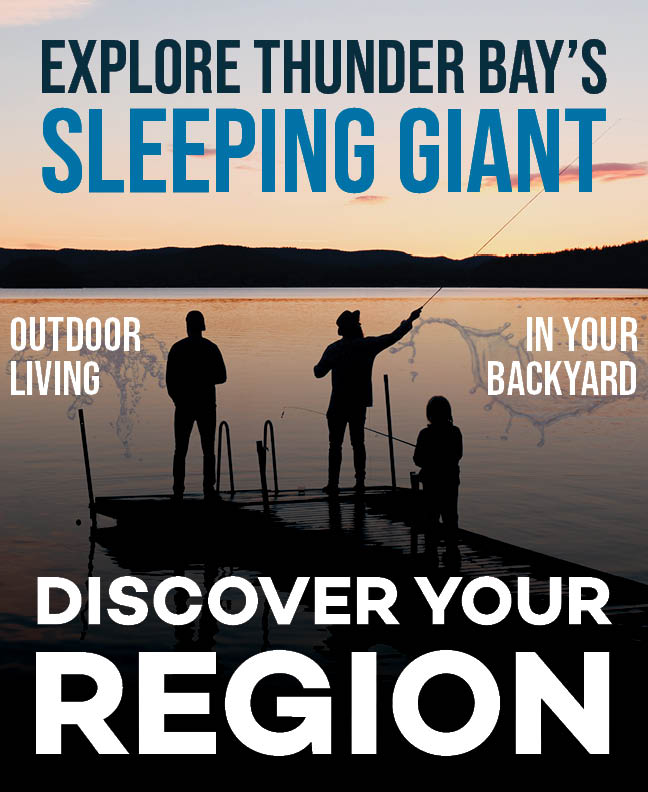 EXPLORE THUNDER BAY’S
SLEEPING GIANT
OUTDOOR
LIVING
IN YOUR
BACKYARD
DISCOVER YOUR
REGION